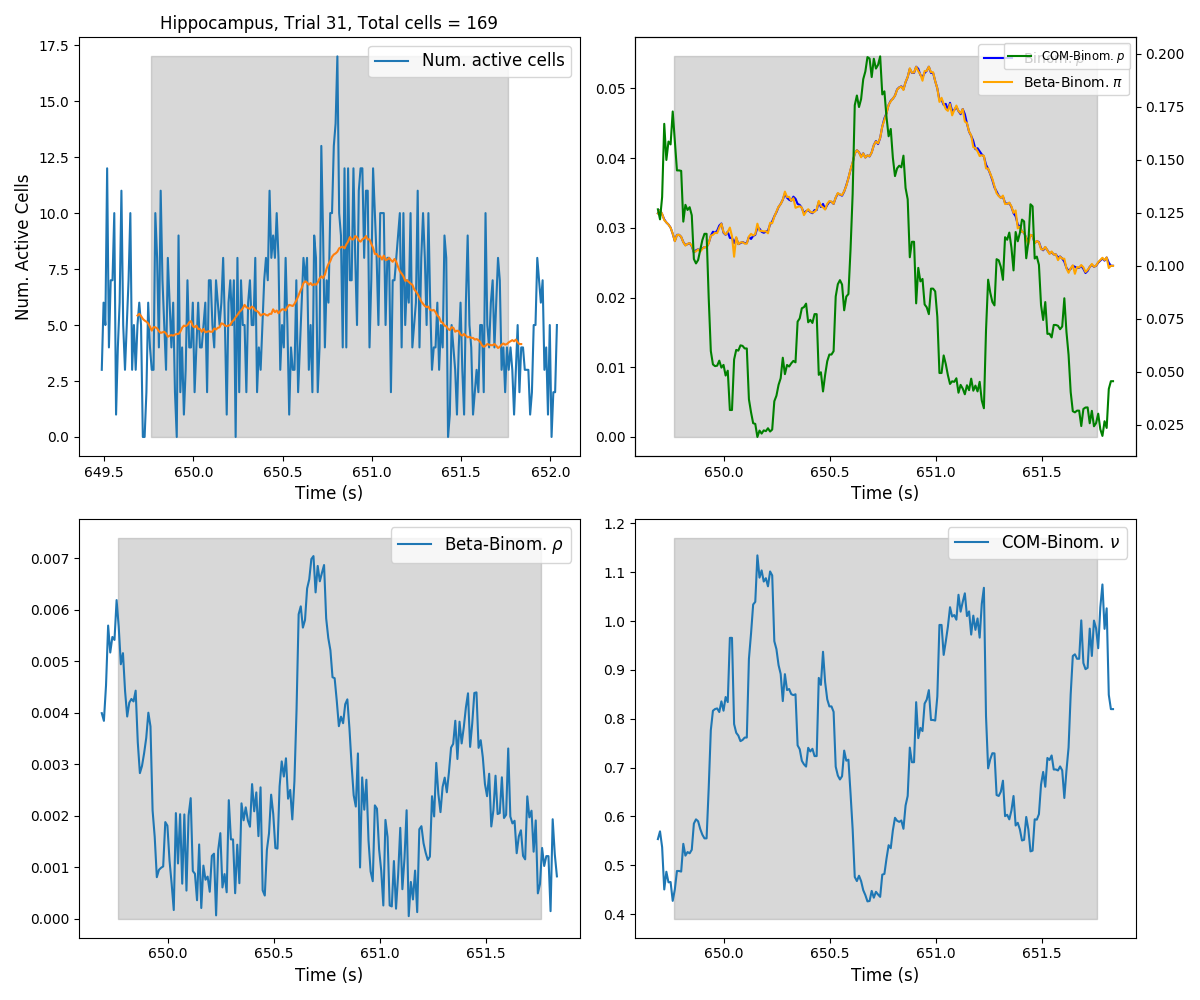 Hippocampus, Trial 31, Total cells = 169
Num. active cells
Num. Active Cells
17.5
15.0
12.5
10.0
7.5
5.0
2.5
0.0
649.5 650.0 650.5 651.0 651.5 652.0
Time (s)
COM-Binom. p
Beta-Binom. π
0.05
0.04
0.03
0.02
0.01
0.00
0.200
0.175
0.150
0.125
0.100
0.075
0.050
0.025
650.0 650.5 651.0 651.5
Time (s)
Beta-Binom. ρ
0.007
0.006
0.005
0.004
0.003
0.002
0.001
0.000
650.0 650.5 651.0 651.5
Time (s)
COM-Binom. ν
1.2
1.1
1.0
0.9
0.8
0.7
0.6
0.5
0.4
650.0 650.5 651.0 651.5
Time (s)